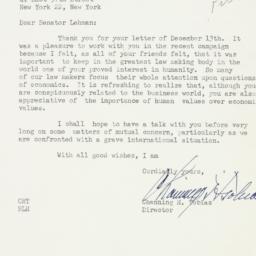 New York 22, New York
Dear Senator Lehman:
Thank you for your letter of December 13th. It
was a pleasure to work with you in the recent campaign
because I felt, as all of your friends felt, that it was
important to keep in the greatest law making body in the
world one of your proved interest in humanity. So many
of our law makers focus their whole attention upon questions
of economics. It is refreshing to realize that, although you
are conspicuously related to the business world, you are also
appreciative of the importance of human values over economic
values.
I shall hope to have a talk with you before very
long on some matters of mutual concern, particularly as we
are confronted with a grave international situation.
With all good wishes, I am
Cordially yours,
Channing H. Tobias
CHT Channing H. Tobias
NLH Director